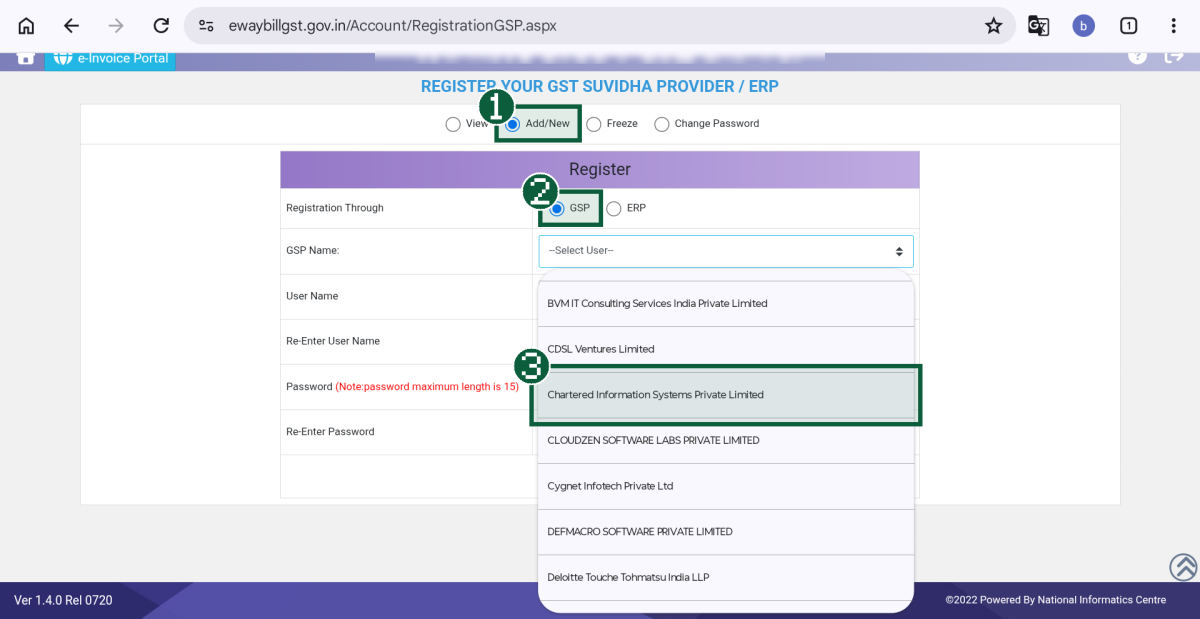 ewaybillgst.gov.in/Account/RegistrationGSP.aspx
b
1
e-Invoice Portal
?
REGISTER YOUR GST SUVIDHA PROVIDER / ERP
1
View
Add/New
Freeze
Change Password
Register
2
Registration Through
GSP
ERP
GSP Name:
--Select User--
User Name
BVM IT Consulting Services India Private Limited
Re-Enter User Name
CDSL Ventures Limited
3
Password (Note:password maximum length is 15)
Chartered Information Systems Private Limited
Re-Enter Password
CLOUDZEN SOFTWARE LABS PRIVATE LIMITED
Cygnet Infotech Private Ltd
DEFMACRO SOFTWARE PRIVATE LIMITED
Deloitte Touche Tohmatsu India LLP
Ver 1.4.0 Rel 0720
©2022 Powered By National Informatics Centre